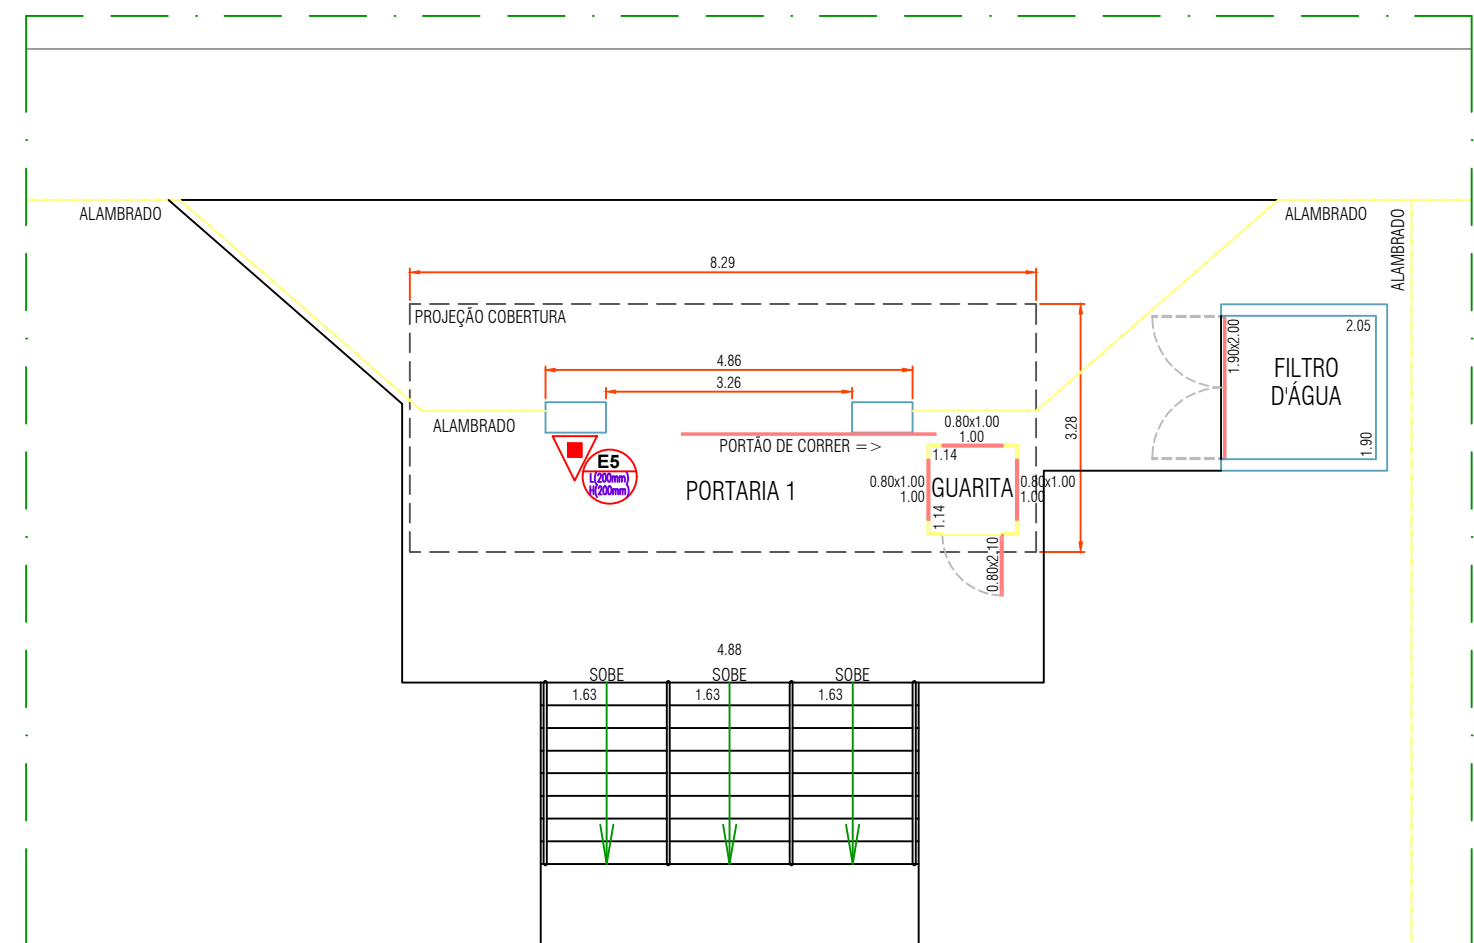 ALAMBRADO
ALAMBRADO
ALAMBRADO
8.29
PROJEÇÃO COBERTURA
2.05
1.90x2.00
FILTRO
D'ÁGUA
1.90
4.86
3.26
3.28
ALAMBRADO
0.80x1.00
1.00
PORTÃO DE CORRER =>
1.14
E5
L(200mm)
H(200mm)
PORTARIA 1
0.80x1.00
1.00
GUARITA
0.80x1.00
1.00
1.14
0.80x2.10
4.88
SOBE
SOBE
SOBE
1.63
1.63
1.63